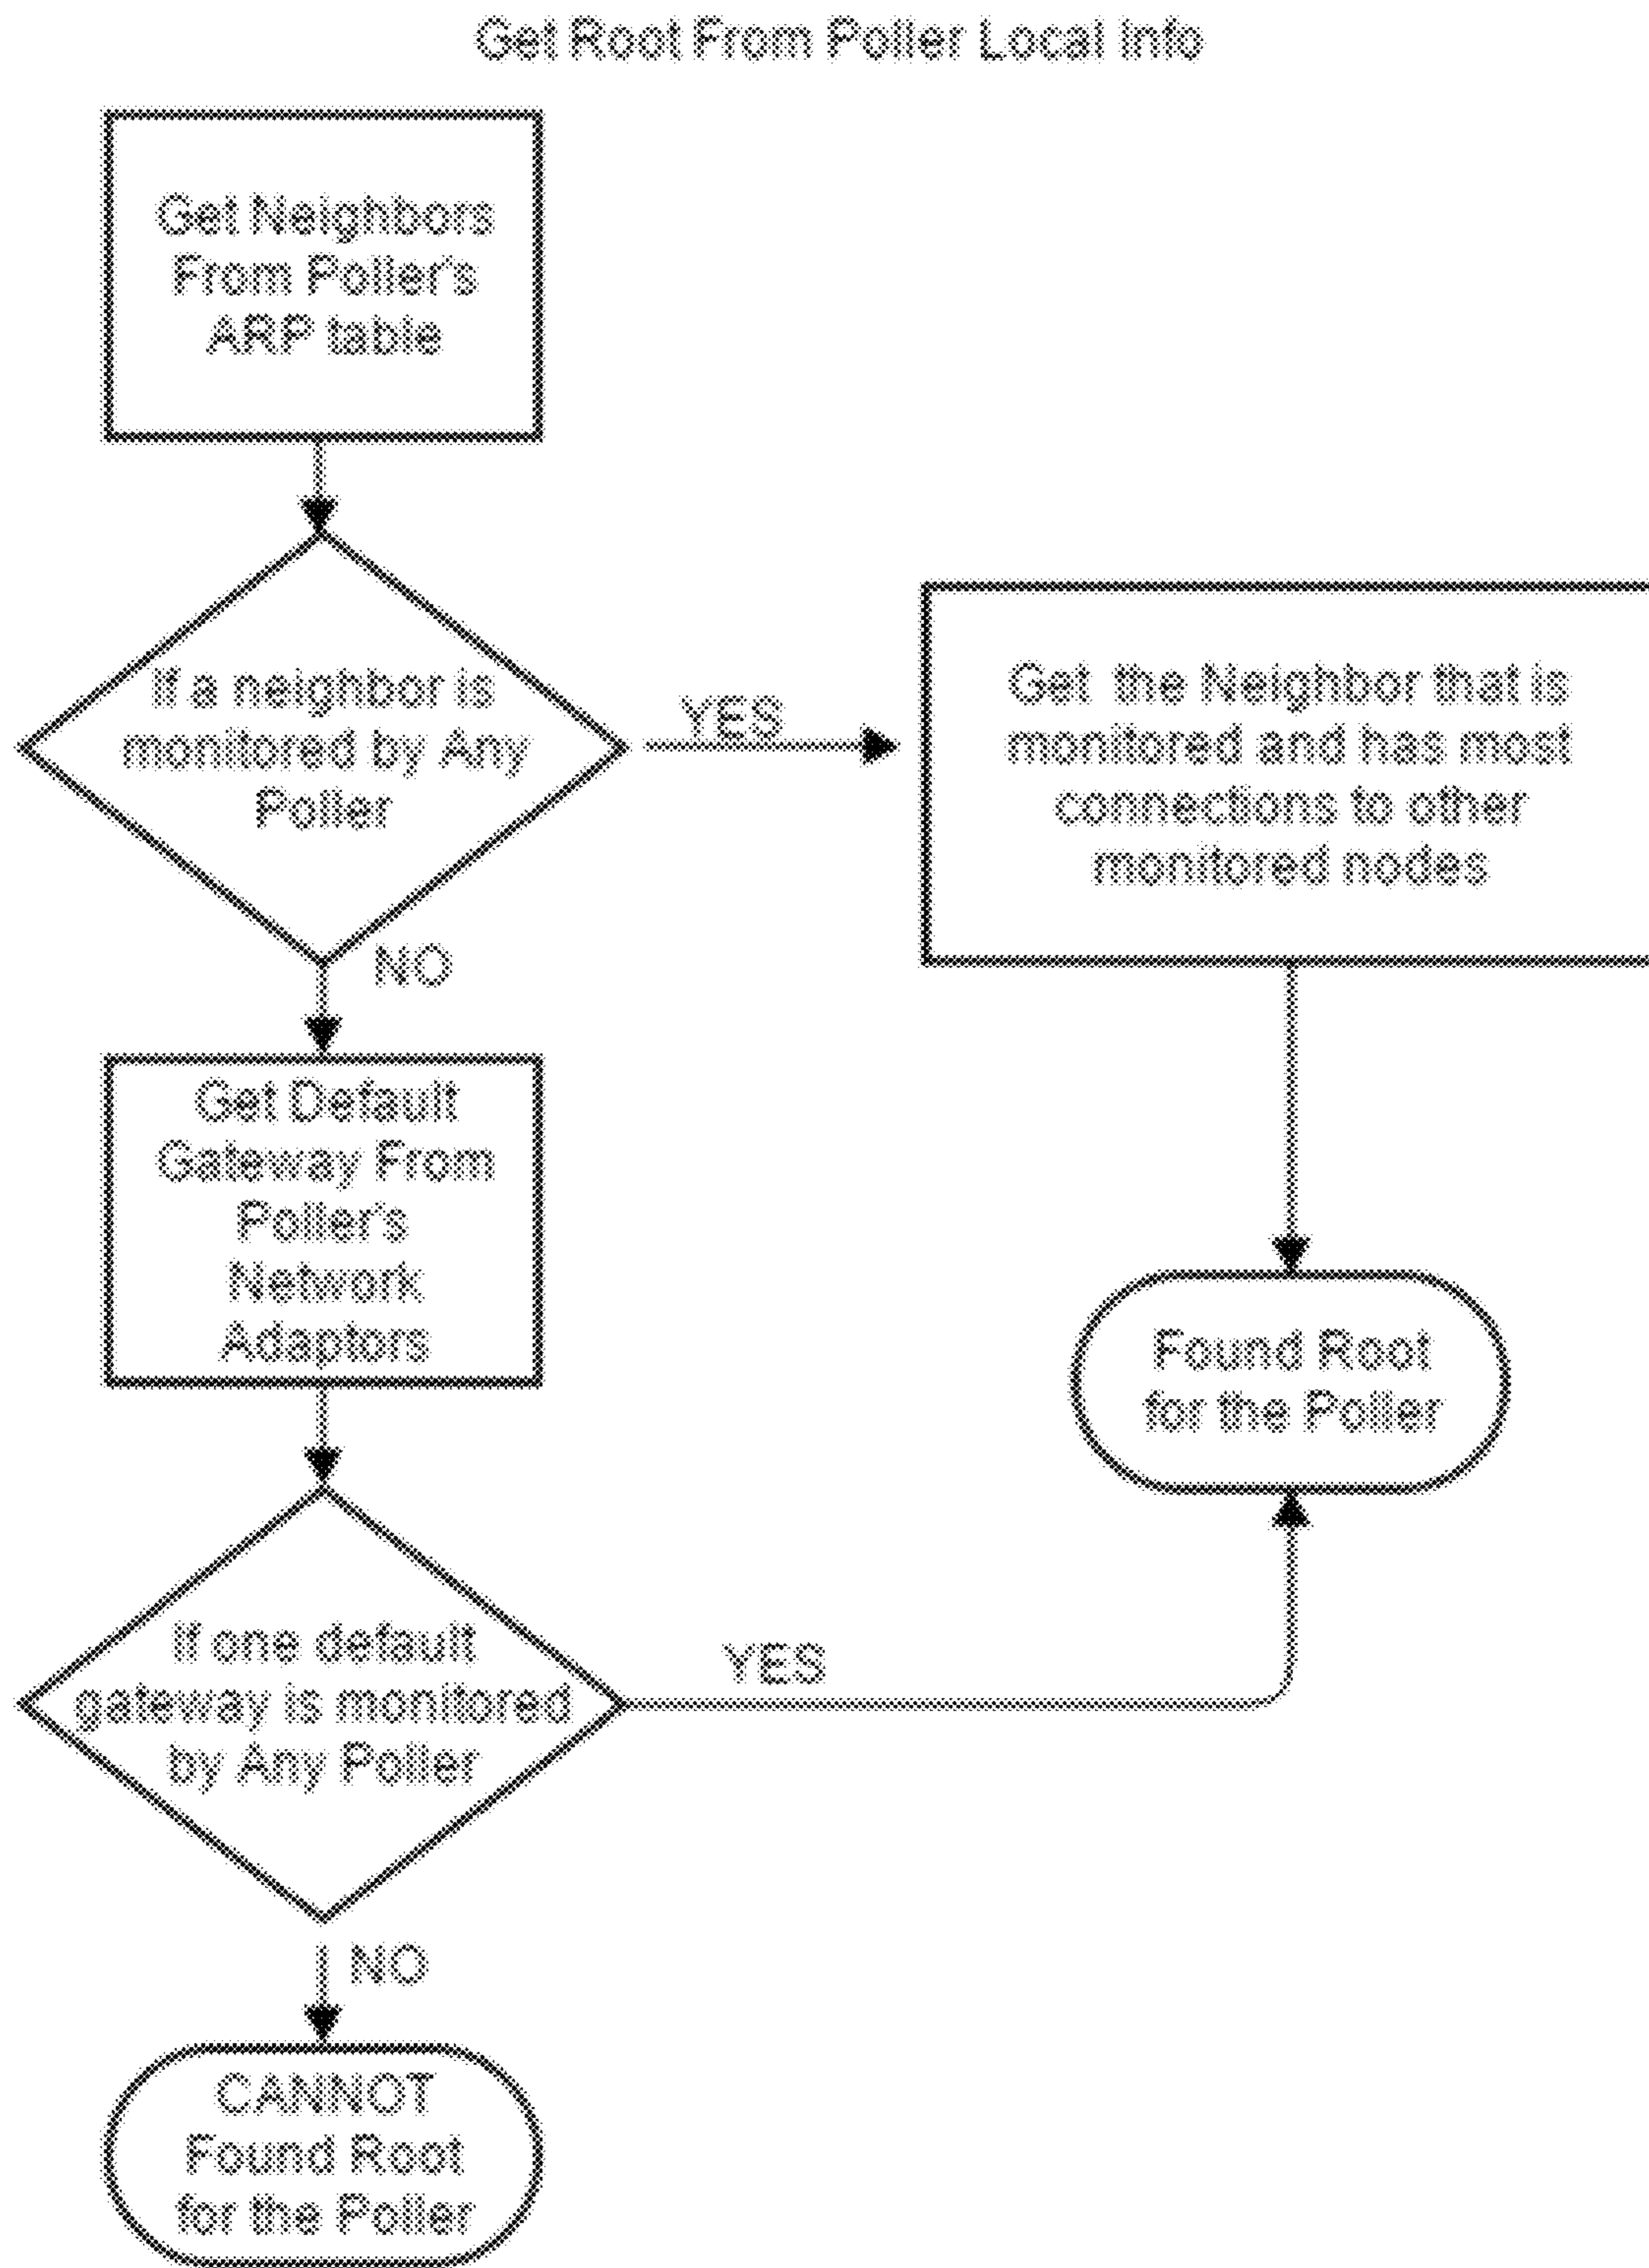 Get Root From Poller Local Info
Get Neighbors
From Poller's
ARP table
If a neighbor is
monitored by Any
Poller
YES
Get the Neighbor that is
monitored and has most
connections to other
monitored nodes
NO
Get Default
Gateway From
Poller's
Network
Adaptors
Found Root
for the Poller
If one default
gateway is monitored
by Any Poller
YES
NO
CANNOT
Found Root
for the Poller